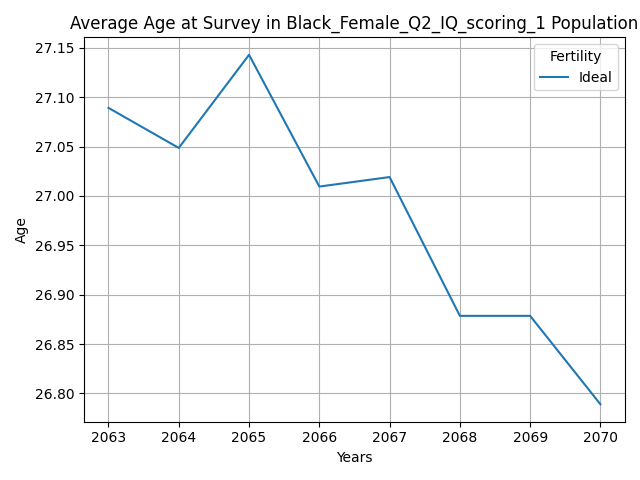 Average Age at Survey in Black_Female_Q2_IQ_scoring_1 Population
27.15
27.10
27.05
27.00
26.95
26.90
26.85
26.80
Age
Fertility
Ideal
2063 2064 2065 2066 2067 2068 2069 2070
Years